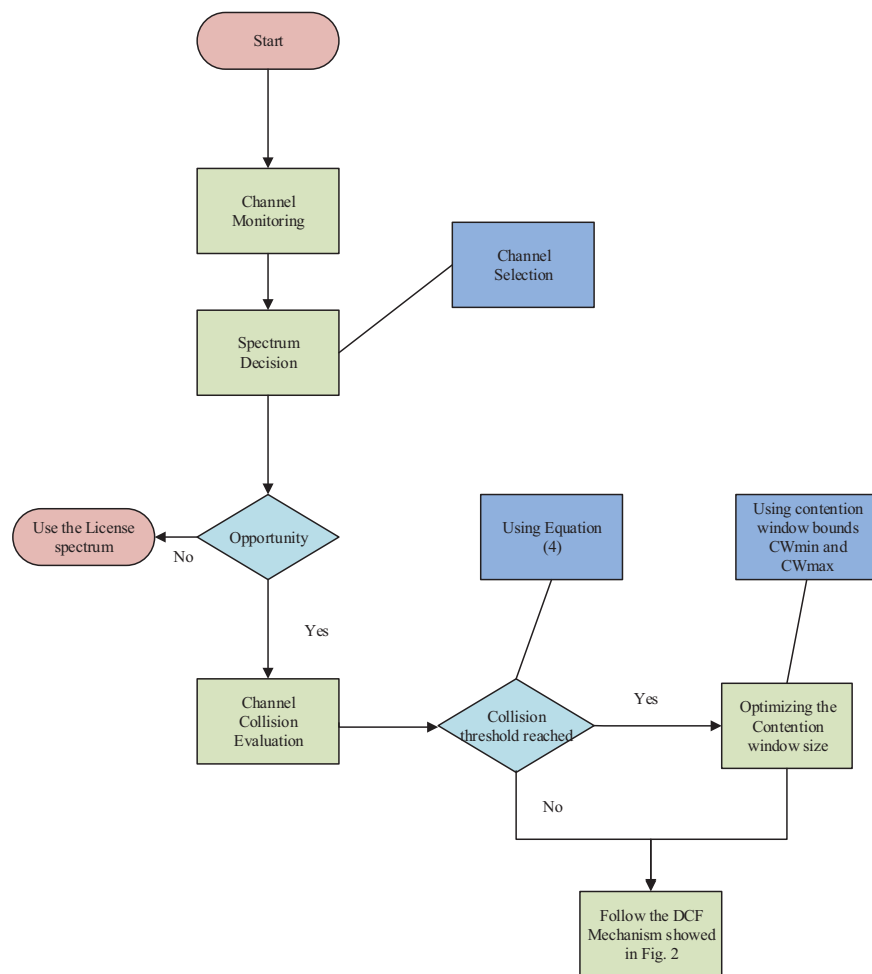 Start
Channel
Monitoring
Channel
Selection
Spectrum
Decision
Opportunity
Use the License
spectrum
No
Yes
Using Equation
(4)
Using contention
window bounds
CWmin and
CWmax
Channel
Collision
Evaluation
Collision
threshold reached
Yes
No
Optimizing the
Contention
window size
Follow the DCF
Mechanism showed
in Fig. 2